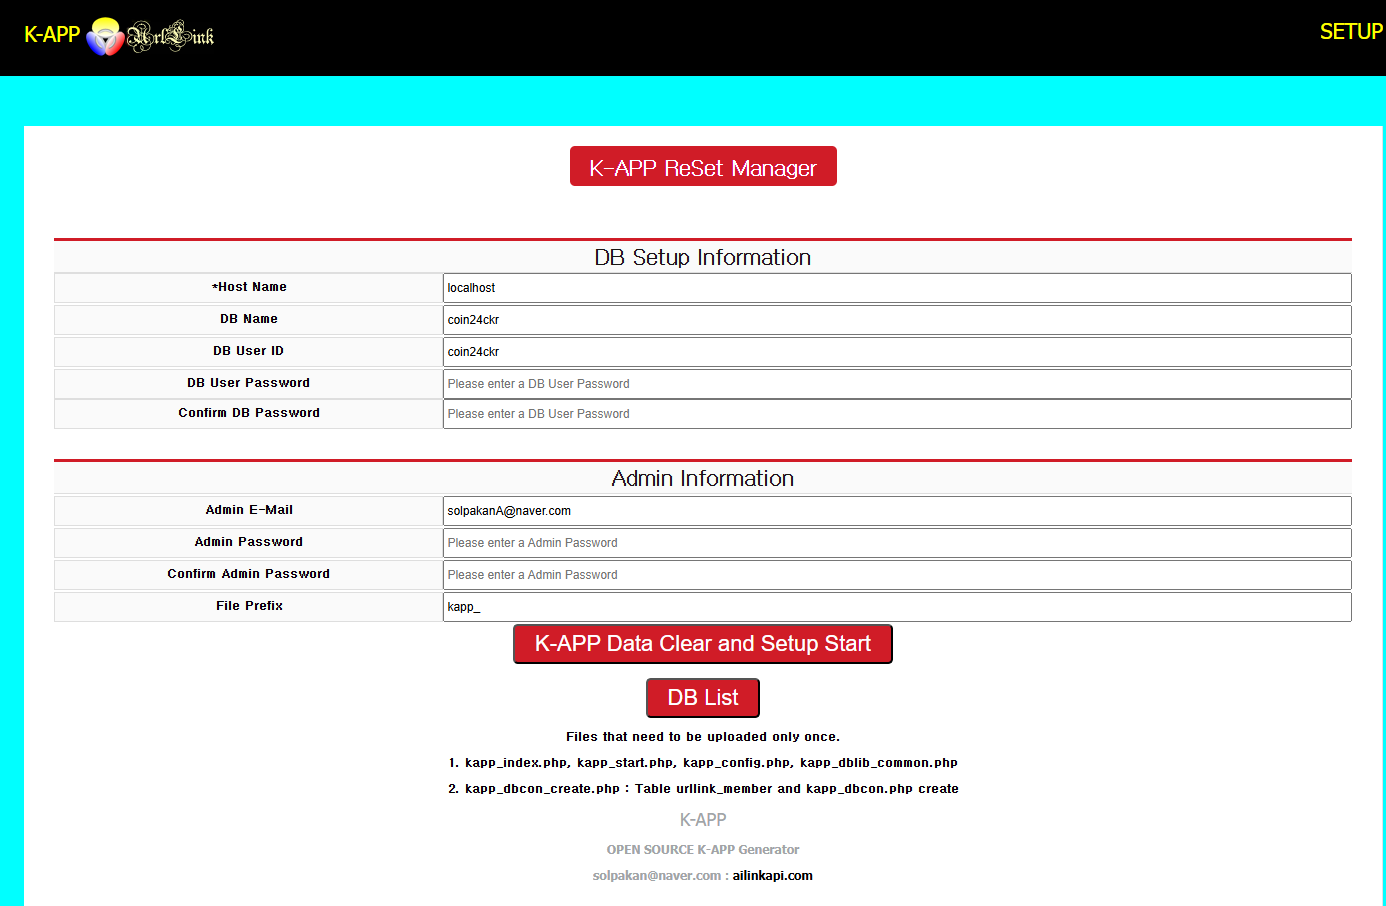 K-APP UrlLink
SETUP
K-APP ReSet Manager
DB Setup Information
*Host Name
localhost
DB Name
coin24ckr
DB User ID
coin24ckr
DB User Password
Please enter a DB User Password
Confirm DB Password
Please enter a DB User Password
Admin Information
Admin E-Mail
solpakanA@naver.com
Admin Password
Please enter a Admin Password
Confirm Admin Password
Please enter a Admin Password
File Prefix
kapp_
K-APP Data Clear and Setup Start
DB List
Files that need to be uploaded only once.
1. kapp_index.php, kapp_start.php, kapp_config.php, kapp_dblib_common.php
2. kapp_dbcon_create.php : Table urllink_member and kapp_dbcon.php create
K-APP
OPEN SOURCE K-APP Generator
solpakan@naver.com : ailinkapi.com